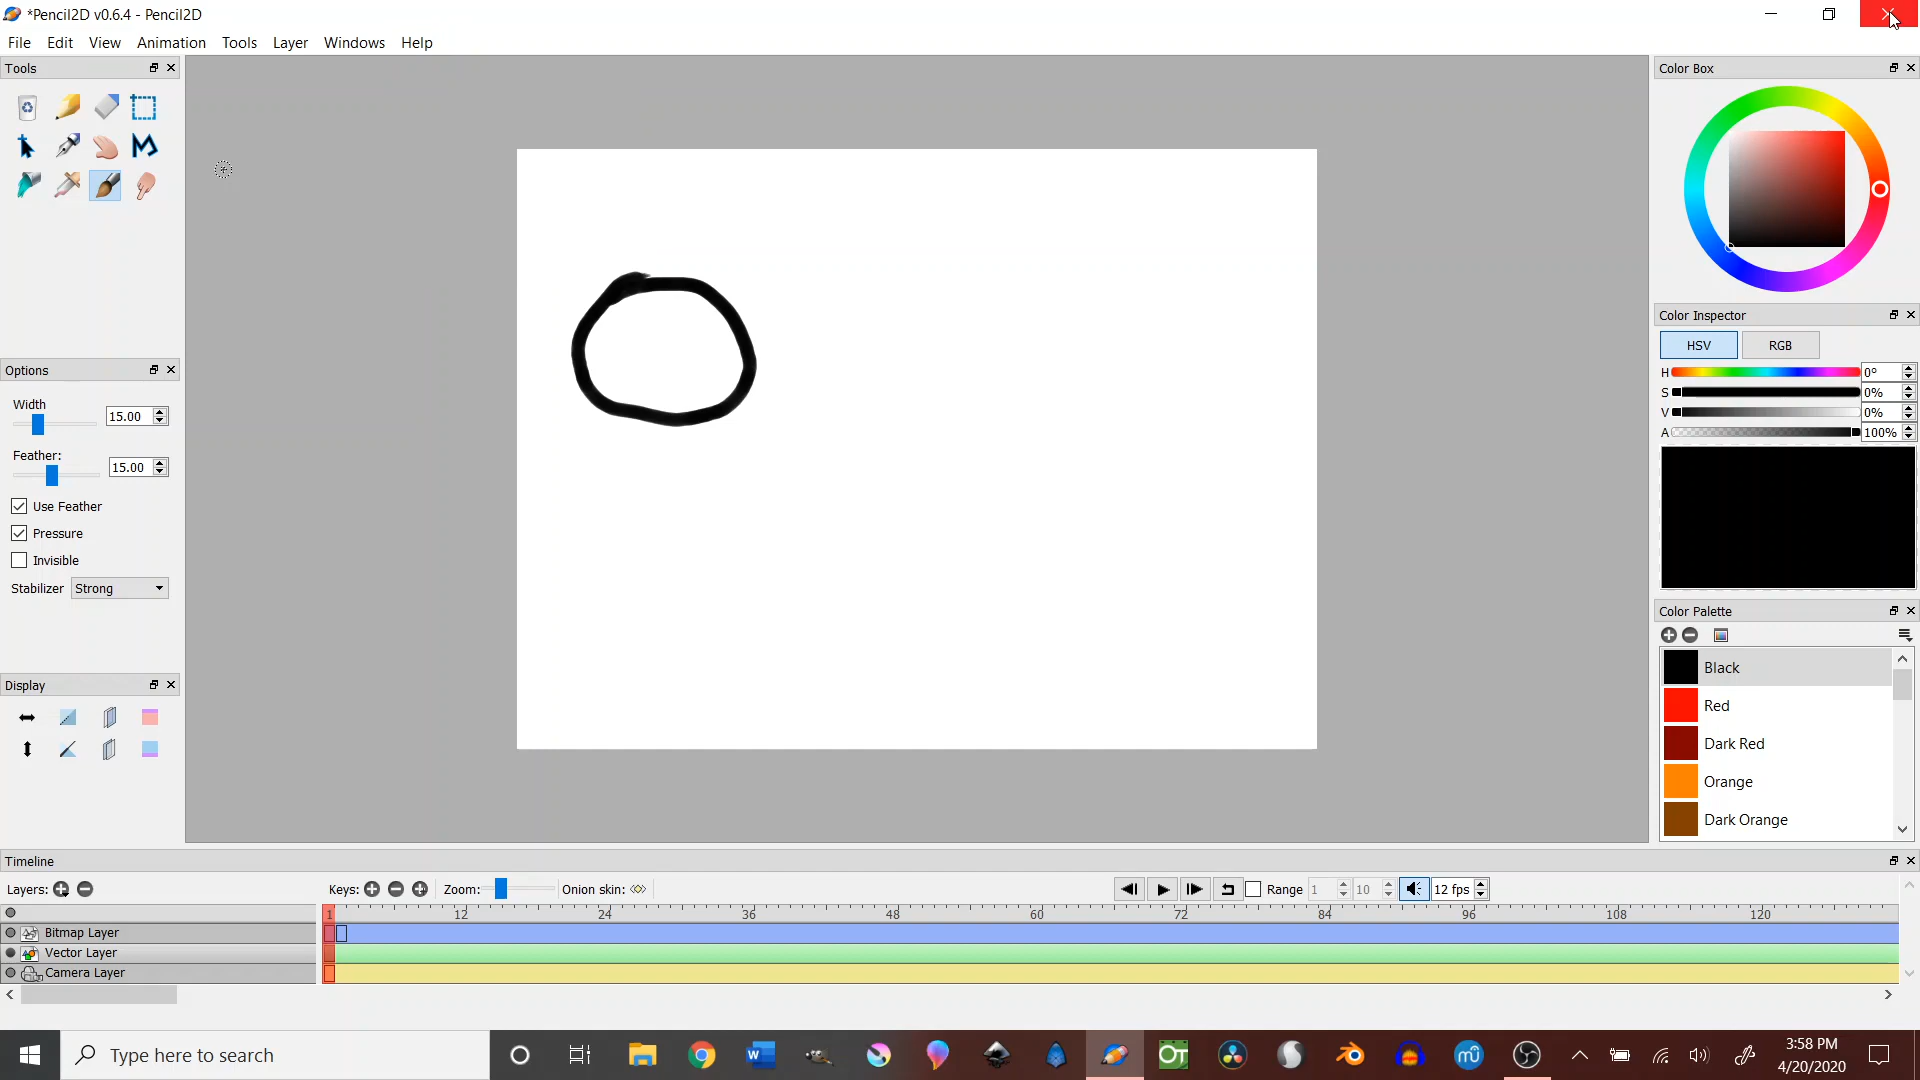 *Pencil2D v0.6.4 - Pencil2D
File Edit View Animation Tools Layer Windows Help
Tools
Color Box
Color Inspector
HSV RGB
H 0°
S 0%
V 0%
A 100%
Options
Width
15.00
Feather:
15.00
Use Feather
Pressure
Invisible
Stabilizer Strong
Color Palette
Black
Red
Dark Red
Orange
Dark Orange
Display
Timeline
Layers: Keys: Zoom: Onion skin: Range 1 10 12 fps
1 12 24 36 48 60 72 84 96 108 120
Bitmap Layer
Vector Layer
Camera Layer
Type here to search
3:58 PM
4/20/2020